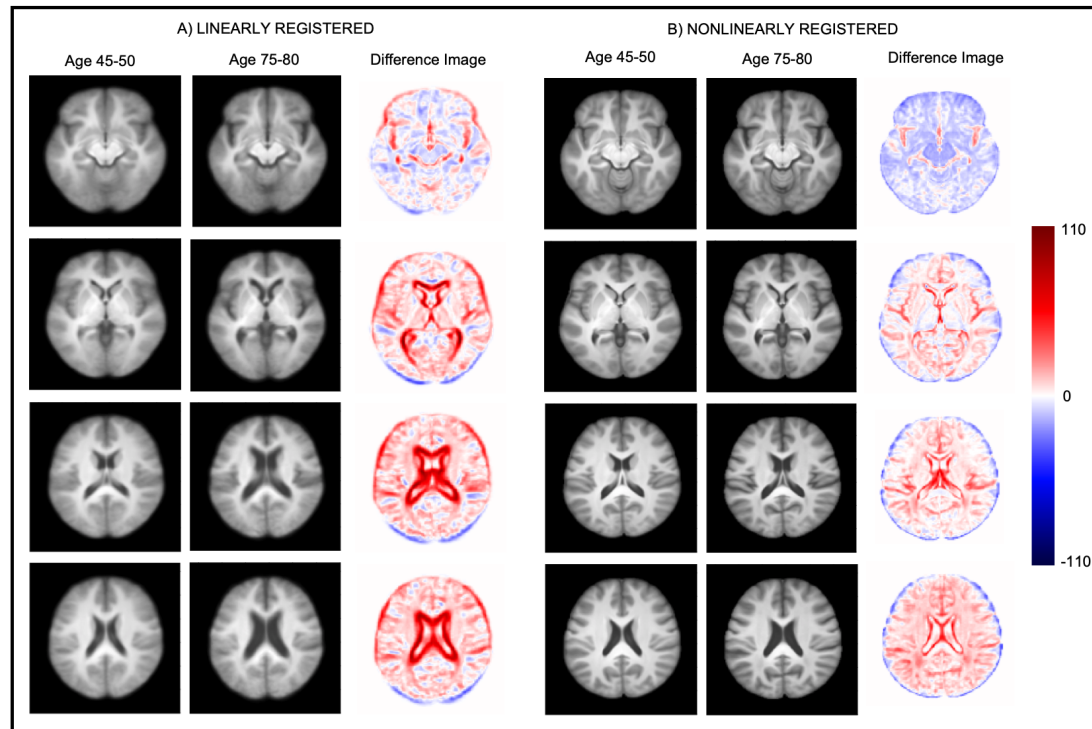 A) LINEARLY REGISTERED
B) NONLINEARLY REGISTERED
Age 45-50
Age 75-80
Difference Image
Age 45-50
Age 75-80
Difference Image
110
0
-110